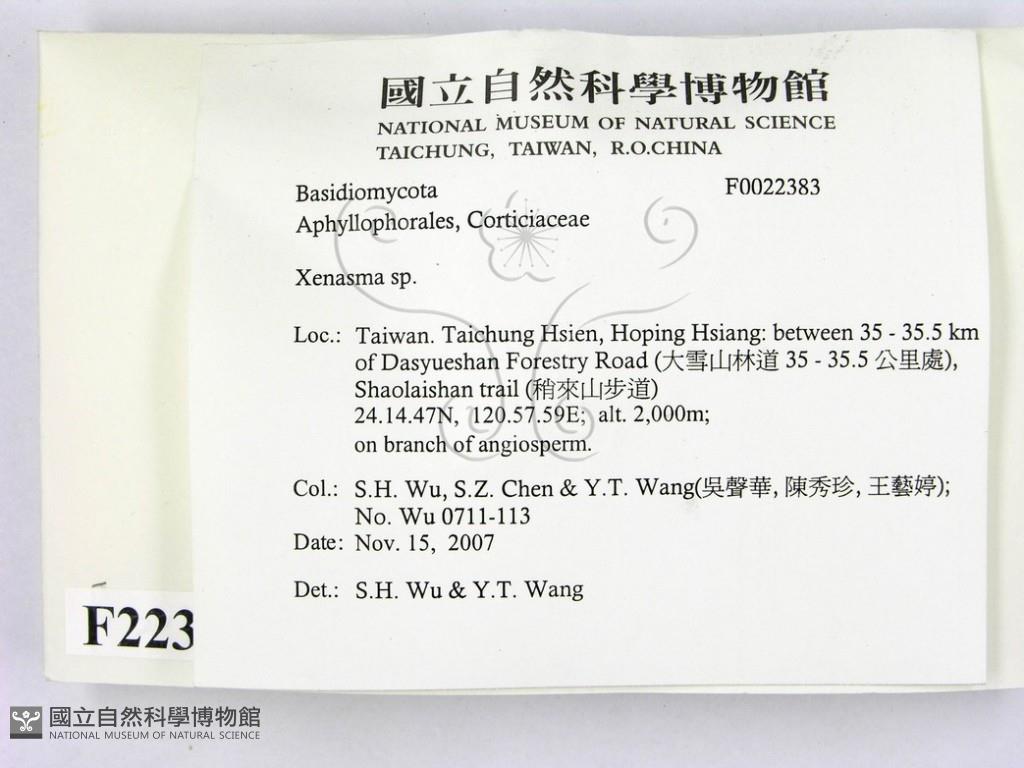 國立自然科學博物館
NATIONAL MUSEUM OF NATURAL SCIENCE
TAICHUNG, TAIWAN, R.O.CHINA
Basidiomycota F0022383
Aphyllophorales, Corticiaceae
Xenasma sp.
Loc.: Taiwan. Taichung Hsien, Hoping Hsiang: between 35 - 35.5 km
of Dasyueshan Forestry Road (大雪山林道 35 - 35.5 公里處),
Shaolaishan trail (稍來山步道)
24.14.47N, 120.57.59E; alt. 2,000m;
on branch of angiosperm.
Col.: S.H. Wu, S.Z. Chen & Y.T. Wang(吳聲華, 陳秀珍, 王藝婷);
No. Wu 0711-113
Date: Nov. 15, 2007
Det.: S.H. Wu & Y.T. Wang
F223
國立自然科學博物館
NATIONAL MUSEUM OF NATURAL SCIENCE